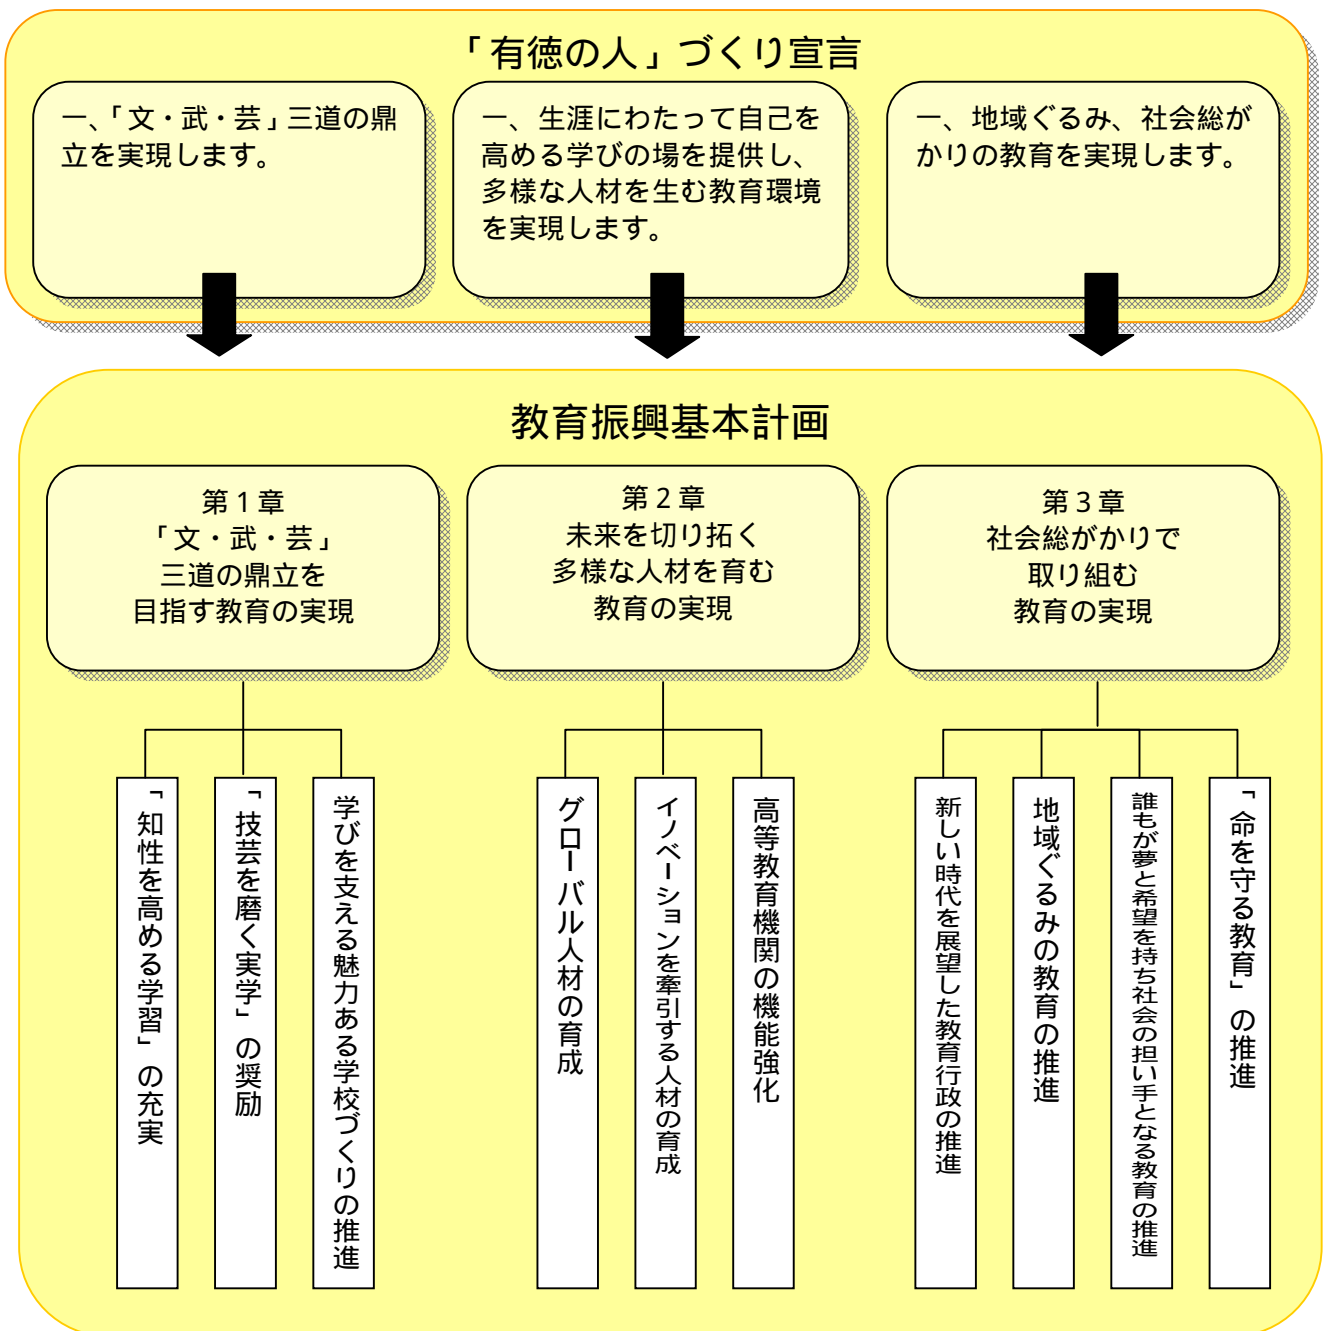 「有徳の人」づくり宣言
一、「文・武・芸」三道の鼎
立を実現します。
一、生涯にわたって自己を
高める学びの場を提供し、
多様な人材を生む教育環境
を実現します。
一、地域ぐるみ、社会総が
かりの教育を実現します。
教育振興基本計画
第1章
「文・武・芸」
三道の鼎立を
目指す教育の実現
第2章
未来を切り拓く
多様な人材を育む
教育の実現
第3章
社会総がかりで
取り組む
教育の実現
「知性を高める学習」の充実
「技芸を磨く実学」の奨励
学びを支える魅力ある学校づくりの推進
グローバル人材の育成
イノベーションを牽引する人材の育成
高等教育機関の機能強化
新しい時代を展望した教育行政の推進
地域ぐるみの教育の推進
誰もが夢と希望を持ち社会の担い手となる教育の推進
「命を守る教育」の推進